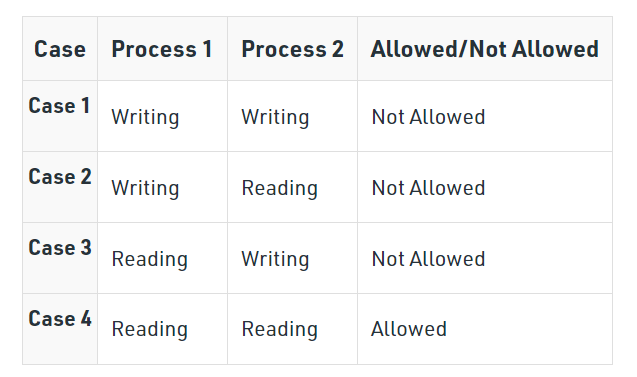 Case Process 1 Process 2 Allowed/Not Allowed
Case 1 Writing Writing Not Allowed
Case 2 Writing Reading Not Allowed
Case 3 Reading Writing Not Allowed
Case 4 Reading Reading Allowed